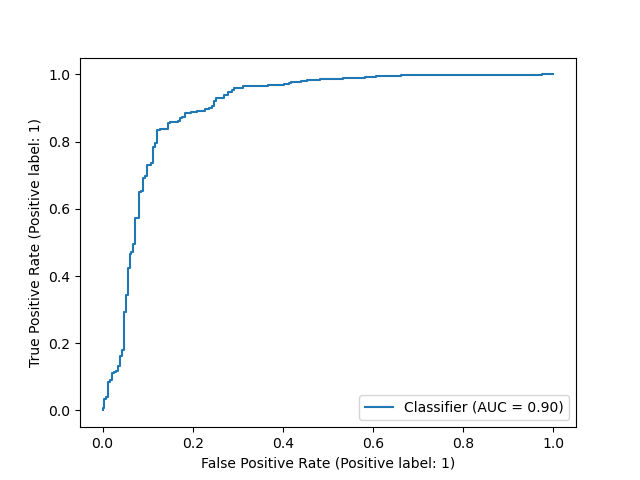 1.0
0.8
0.6
0.4
0.2
0.0
True Positive Rate (Positive label: 1)
Classifier (AUC = 0.90)
0.0 0.2 0.4 0.6 0.8 1.0
False Positive Rate (Positive label: 1)